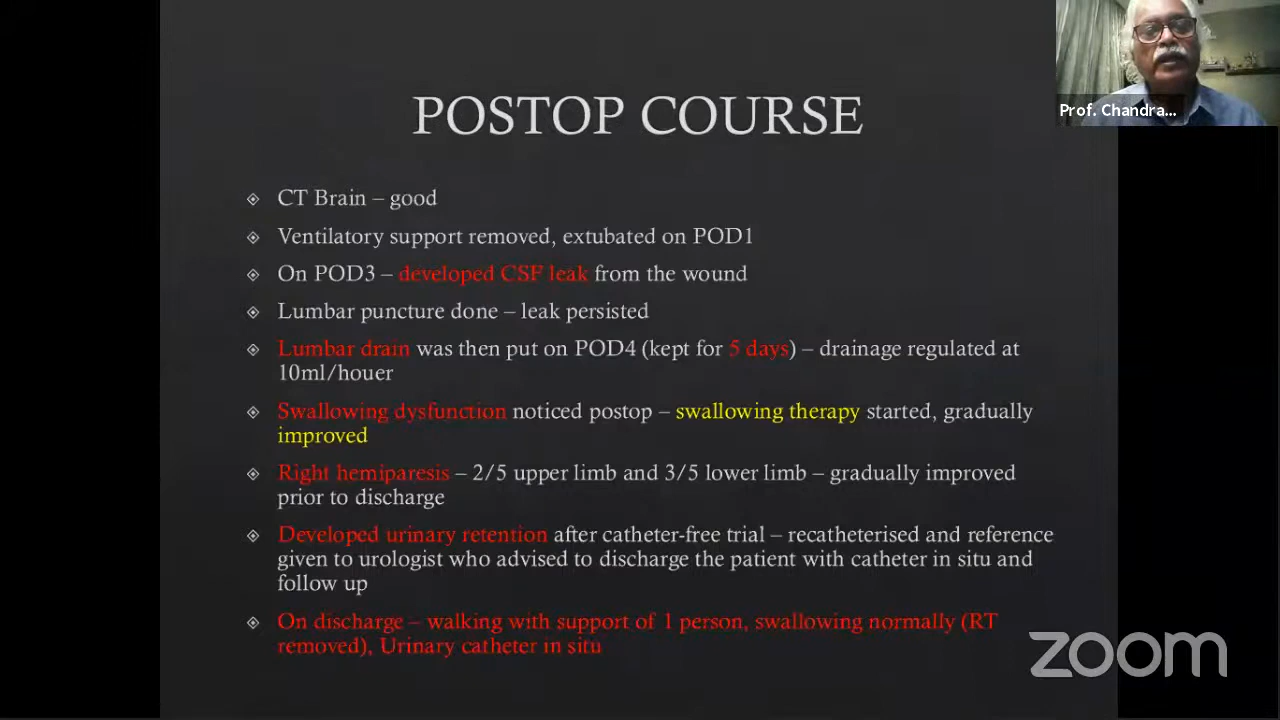 Prof. Chandra...
POSTOP COURSE
CT Brain – good
Ventilatory support removed, extubated on POD1
On POD3 – developed CSF leak from the wound
Lumbar puncture done – leak persisted
Lumbar drain was then put on POD4 (kept for 5 days) – drainage regulated at
10ml/houer
Swallowing dysfunction noticed postop – swallowing therapy started, gradually
improved
Right hemiparesis – 2/5 upper limb and 3/5 lower limb – gradually improved
prior to discharge
Developed urinary retention after catheter-free trial – recatheterised and reference
given to urologist who advised to discharge the patient with catheter in situ and
follow up
On discharge – walking with support of 1 person, swallowing normally (RT
removed), Urinary catheter in situ
zoom